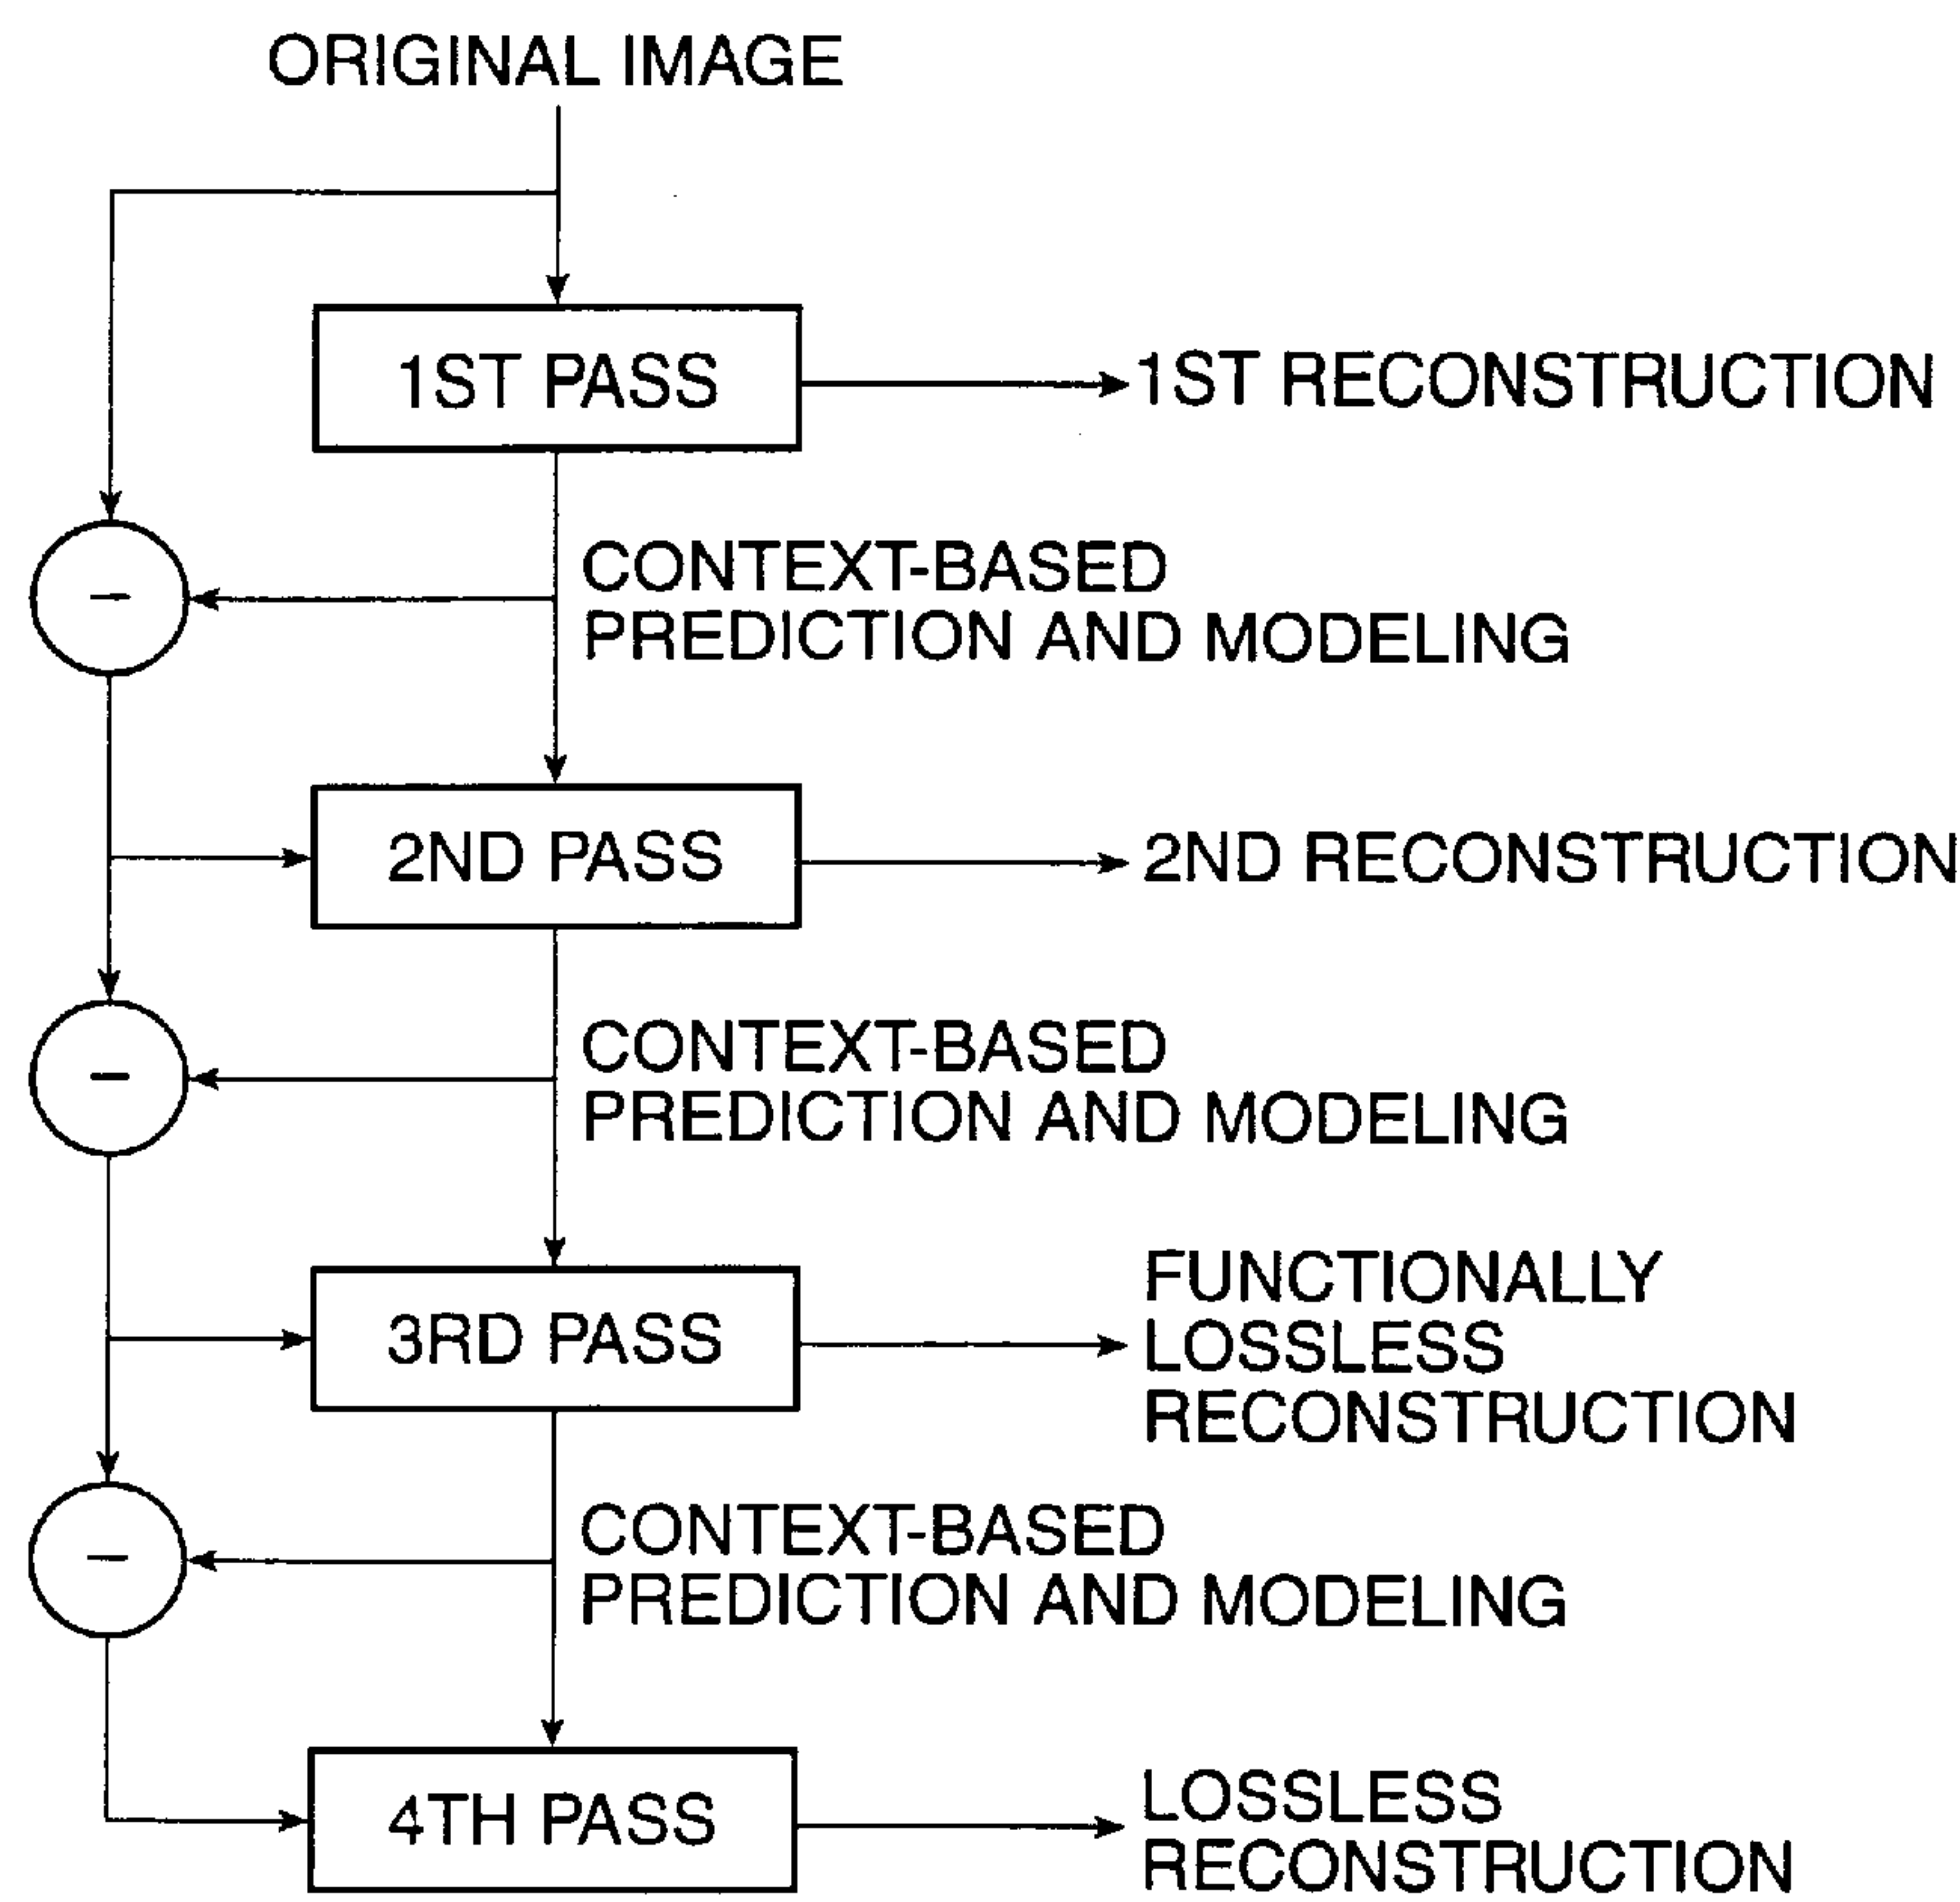 ORIGINAL IMAGE
1ST PASS
1ST RECONSTRUCTION
−
CONTEXT-BASED
PREDICTION AND MODELING
2ND PASS
2ND RECONSTRUCTION
−
CONTEXT-BASED
PREDICTION AND MODELING
3RD PASS
FUNCTIONALLY
LOSSLESS
RECONSTRUCTION
−
CONTEXT-BASED
PREDICTION AND MODELING
4TH PASS
LOSSLESS
RECONSTRUCTION